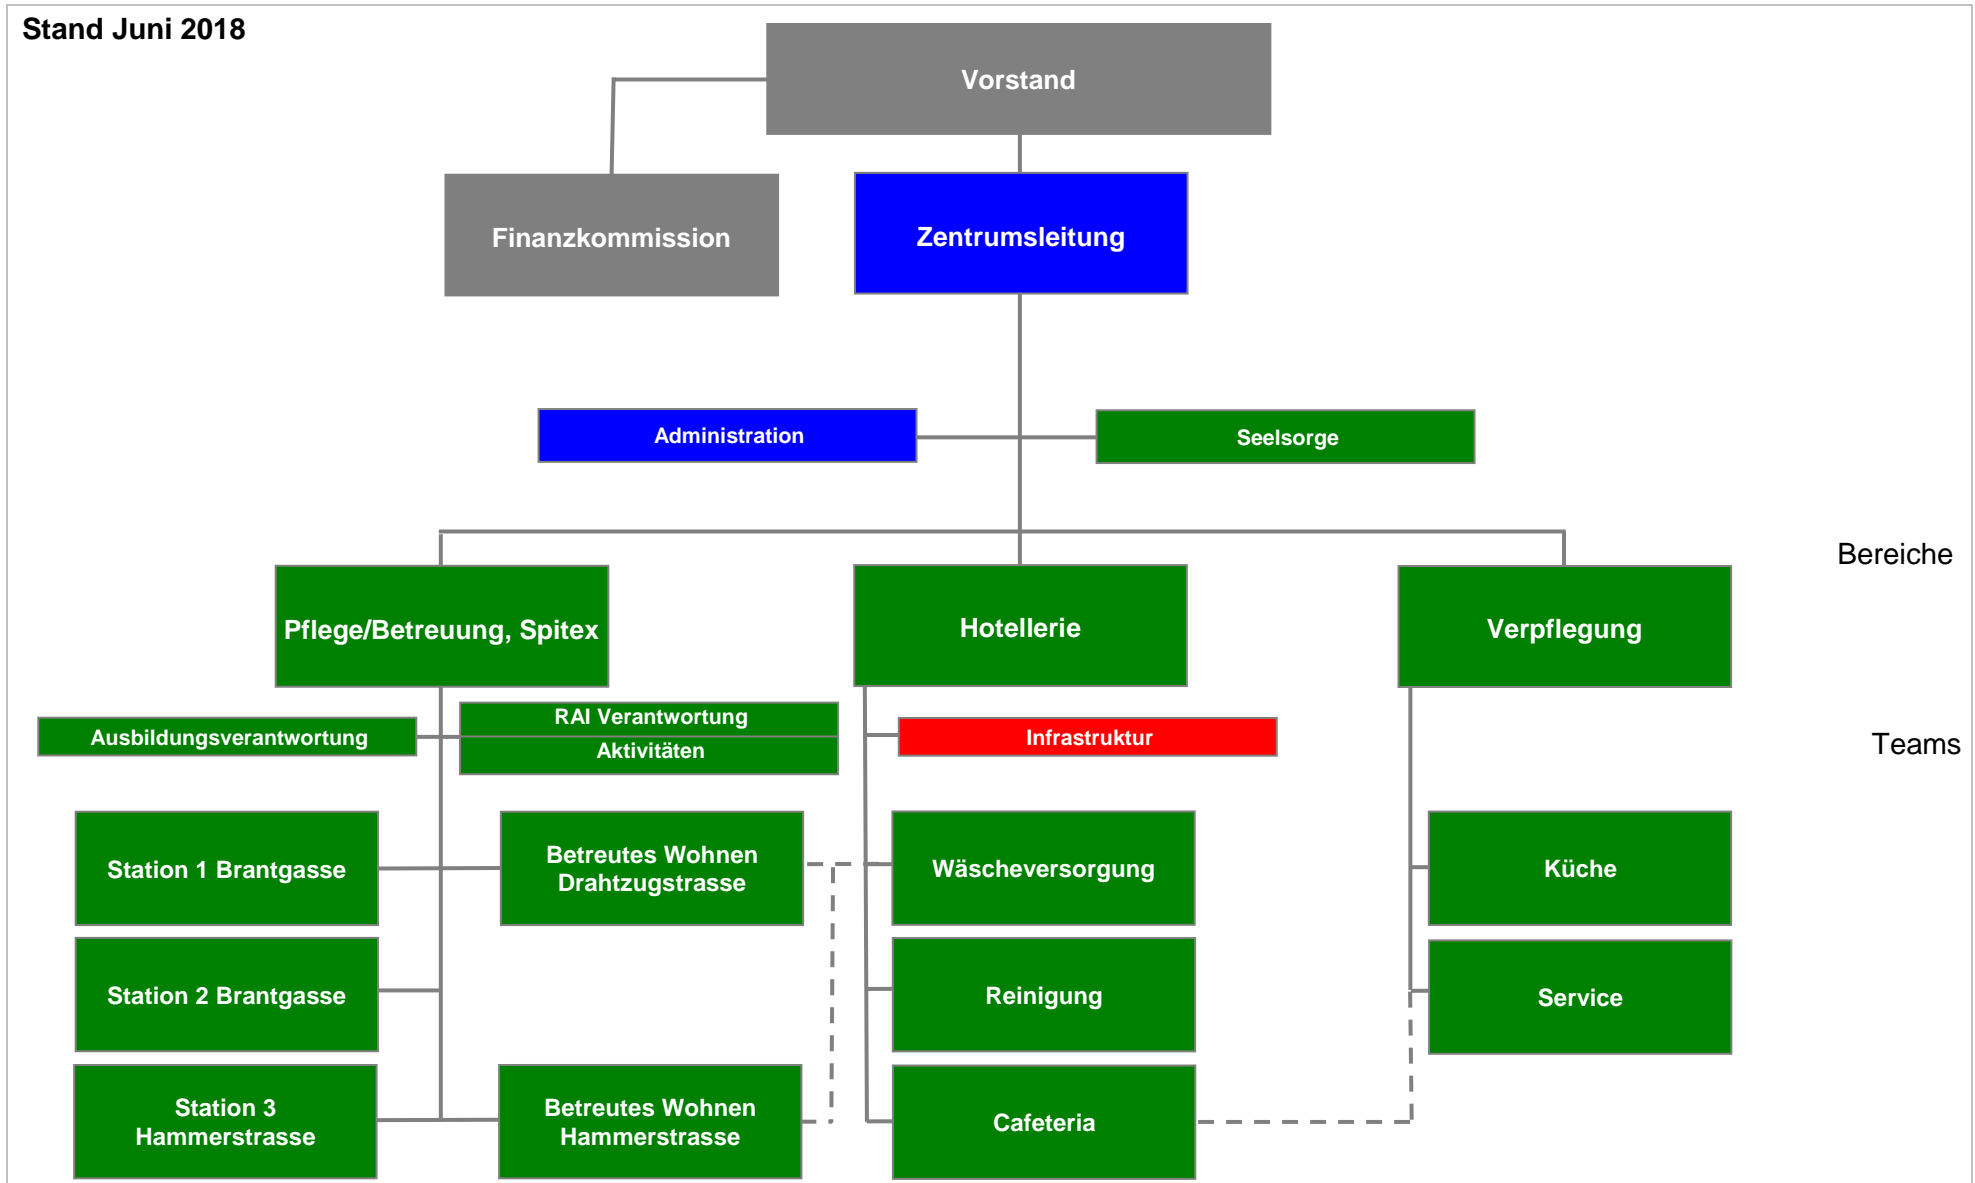 Stand Juni 2018
Vorstand
Finanzkommission
Zentrumsleitung
Administration
Seelsorge
Bereiche
Pflege/Betreuung, Spitex
Hotellerie
Verpflegung
Ausbildungsverantwortung
RAI Verantwortung
Aktivitäten
Infrastruktur
Teams
Station 1 Brantgasse
Betreutes Wohnen
Drahtzugstrasse
Wäscheversorgung
Küche
Station 2 Brantgasse
Reinigung
Service
Station 3
Hammerstrasse
Betreutes Wohnen
Hammerstrasse
Cafeteria